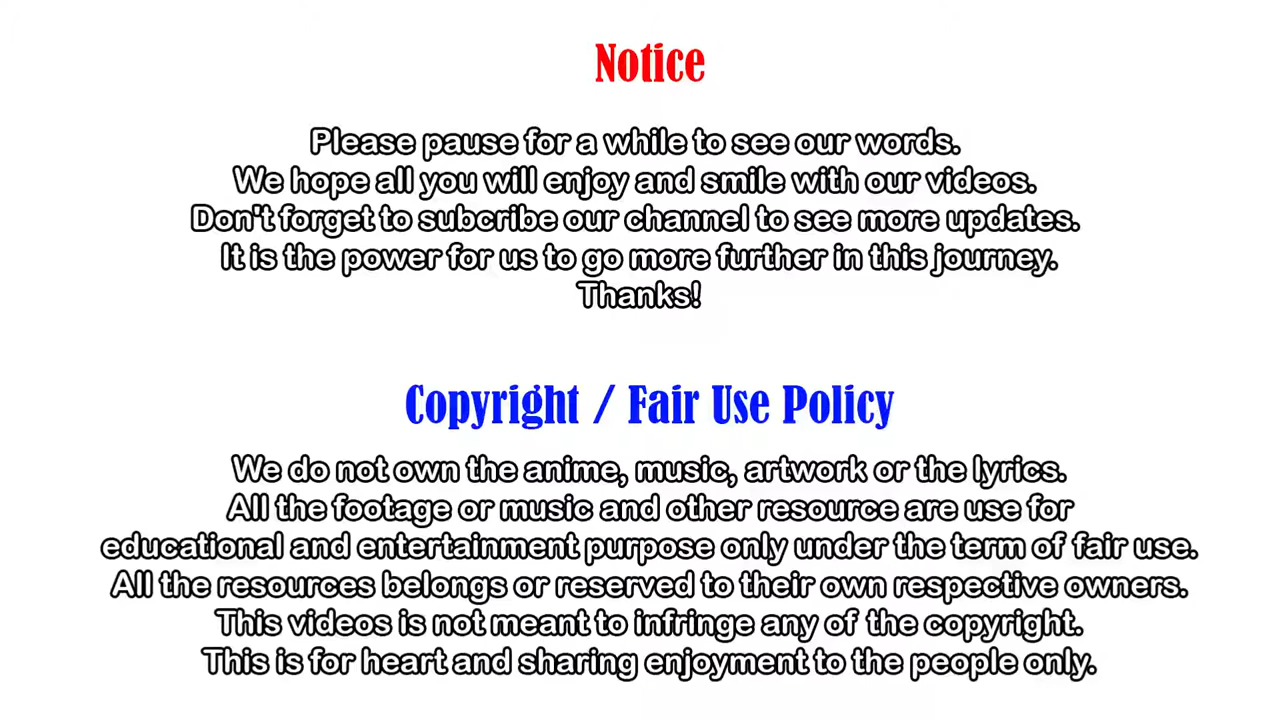 Notice
Please pause for a while to see our words.
We hope all you will enjoy and smile with our videos.
Don't forget to subcribe our channel to see more updates.
It is the power for us to go more further in this journey.
Thanks!
Copyright / Fair Use Policy
We do not own the anime, music, artwork or the lyrics.
All the footage or music and other resource are use for
educational and entertainment purpose only under the term of fair use.
All the resources belongs or reserved to their own respective owners.
This videos is not meant to infringe any of the copyright.
This is for heart and sharing enjoyment to the people only.